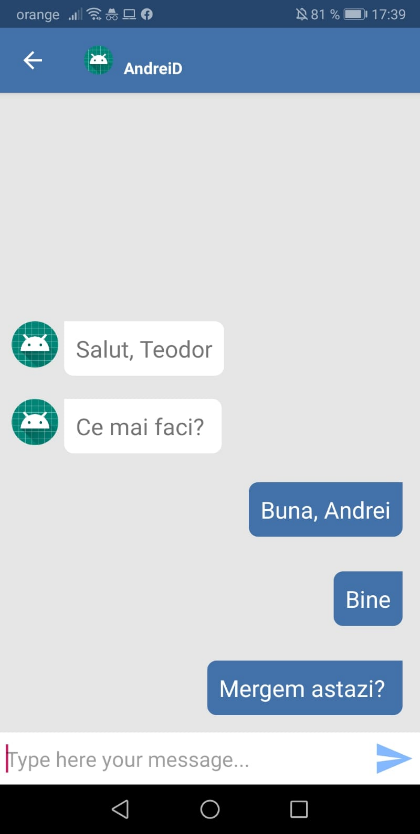 orange 81 % 17:39
AndreiD
Salut, Teodor
Ce mai faci?
Buna, Andrei
Bine
Mergem astazi?
Type here your message...